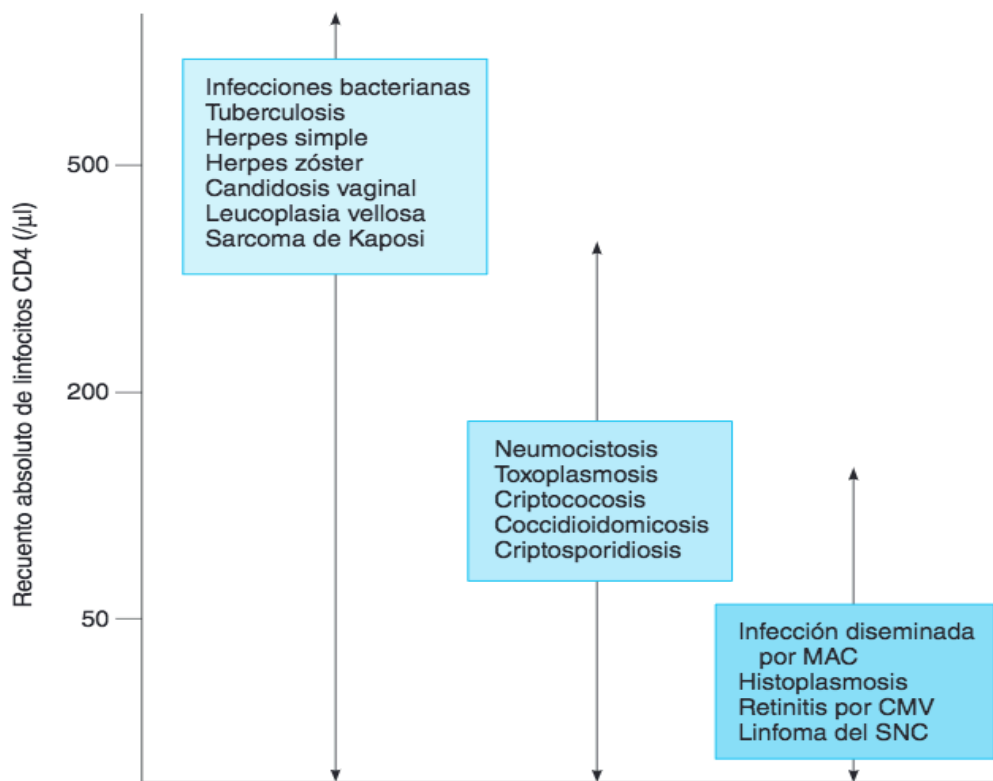 Recuento absoluto de linfocitos CD4 (/µl)
500
200
50
Infecciones bacterianas
Tuberculosis
Herpes simple
Herpes zóster
Candidosis vaginal
Leucoplasia vellosa
Sarcoma de Kaposi
Neumocistosis
Toxoplasmosis
Criptococosis
Coccidioidomicosis
Criptosporidiosis
Infección diseminada
por MAC
Histoplasmosis
Retinitis por CMV
Linfoma del SNC